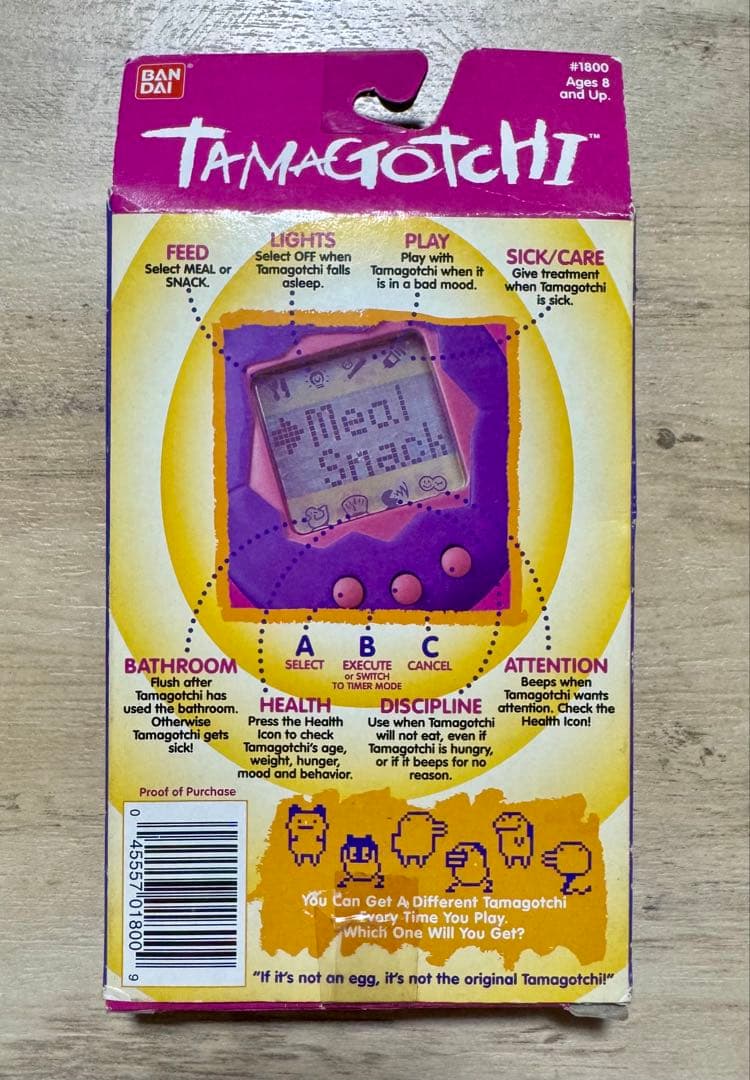 BAN
DAI
#1800
Ages 8
and Up.
TAMAGOTCHI™
FEED
Select MEAL or
SNACK.
LIGHTS
Select OFF when
Tamagotchi falls
asleep.
PLAY
Play with
Tamagotchi when it
is in a bad mood.
SICK/CARE
Give treatment
when Tamagotchi
is sick.
Meal
Snack
A
SELECT
B
EXECUTE
or SWITCH
TO TIMER MODE
C
CANCEL
BATHROOM
Flush after
Tamagotchi has
used the bathroom.
Otherwise
Tamagotchi gets
sick!
HEALTH
Press the Health
Icon to check
Tamagotchi's age,
weight, hunger,
mood and behavior.
DISCIPLINE
Use when Tamagotchi
will not eat, even if
Tamagotchi is hungry,
or if it beeps for no
reason.
ATTENTION
Beeps when
Tamagotchi wants
attention. Check the
Health Icon!
Proof of Purchase
0 45557 01800 9
You Can Get A Different Tamagotchi
Every Time You Play.
Which One Will You Get?
"If it's not an egg, it's not the original Tamagotchi!"